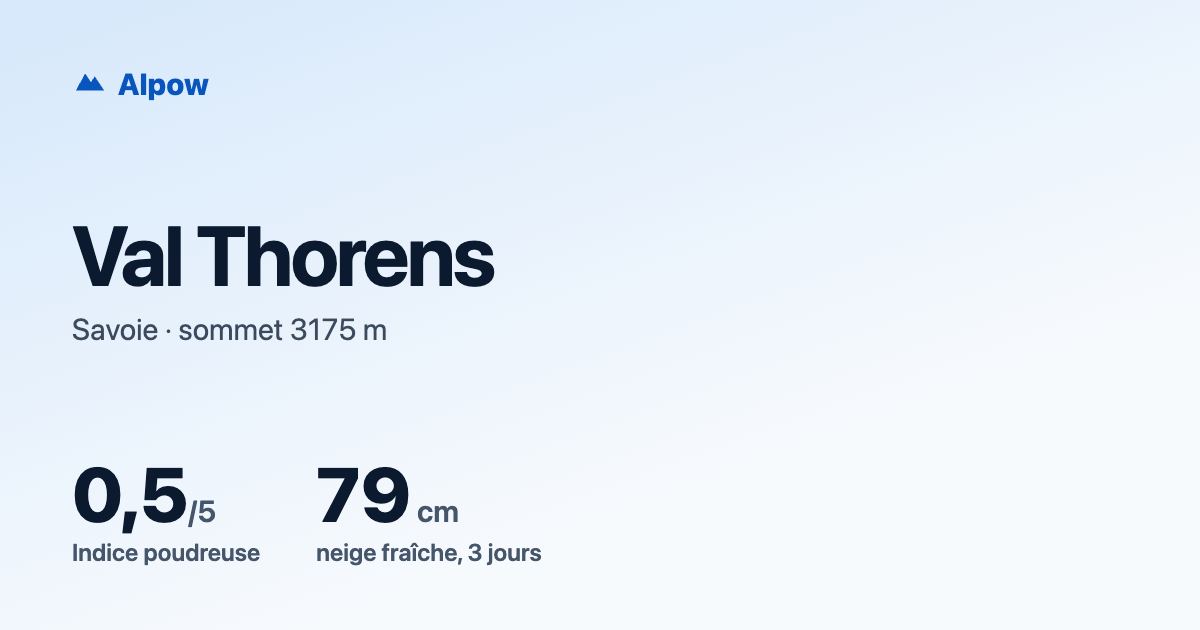 Alpow
Val Thorens
Savoie · sommet 3175 m
0,5/5 79 cm
Indice poudreuse neige fraîche, 3 jours